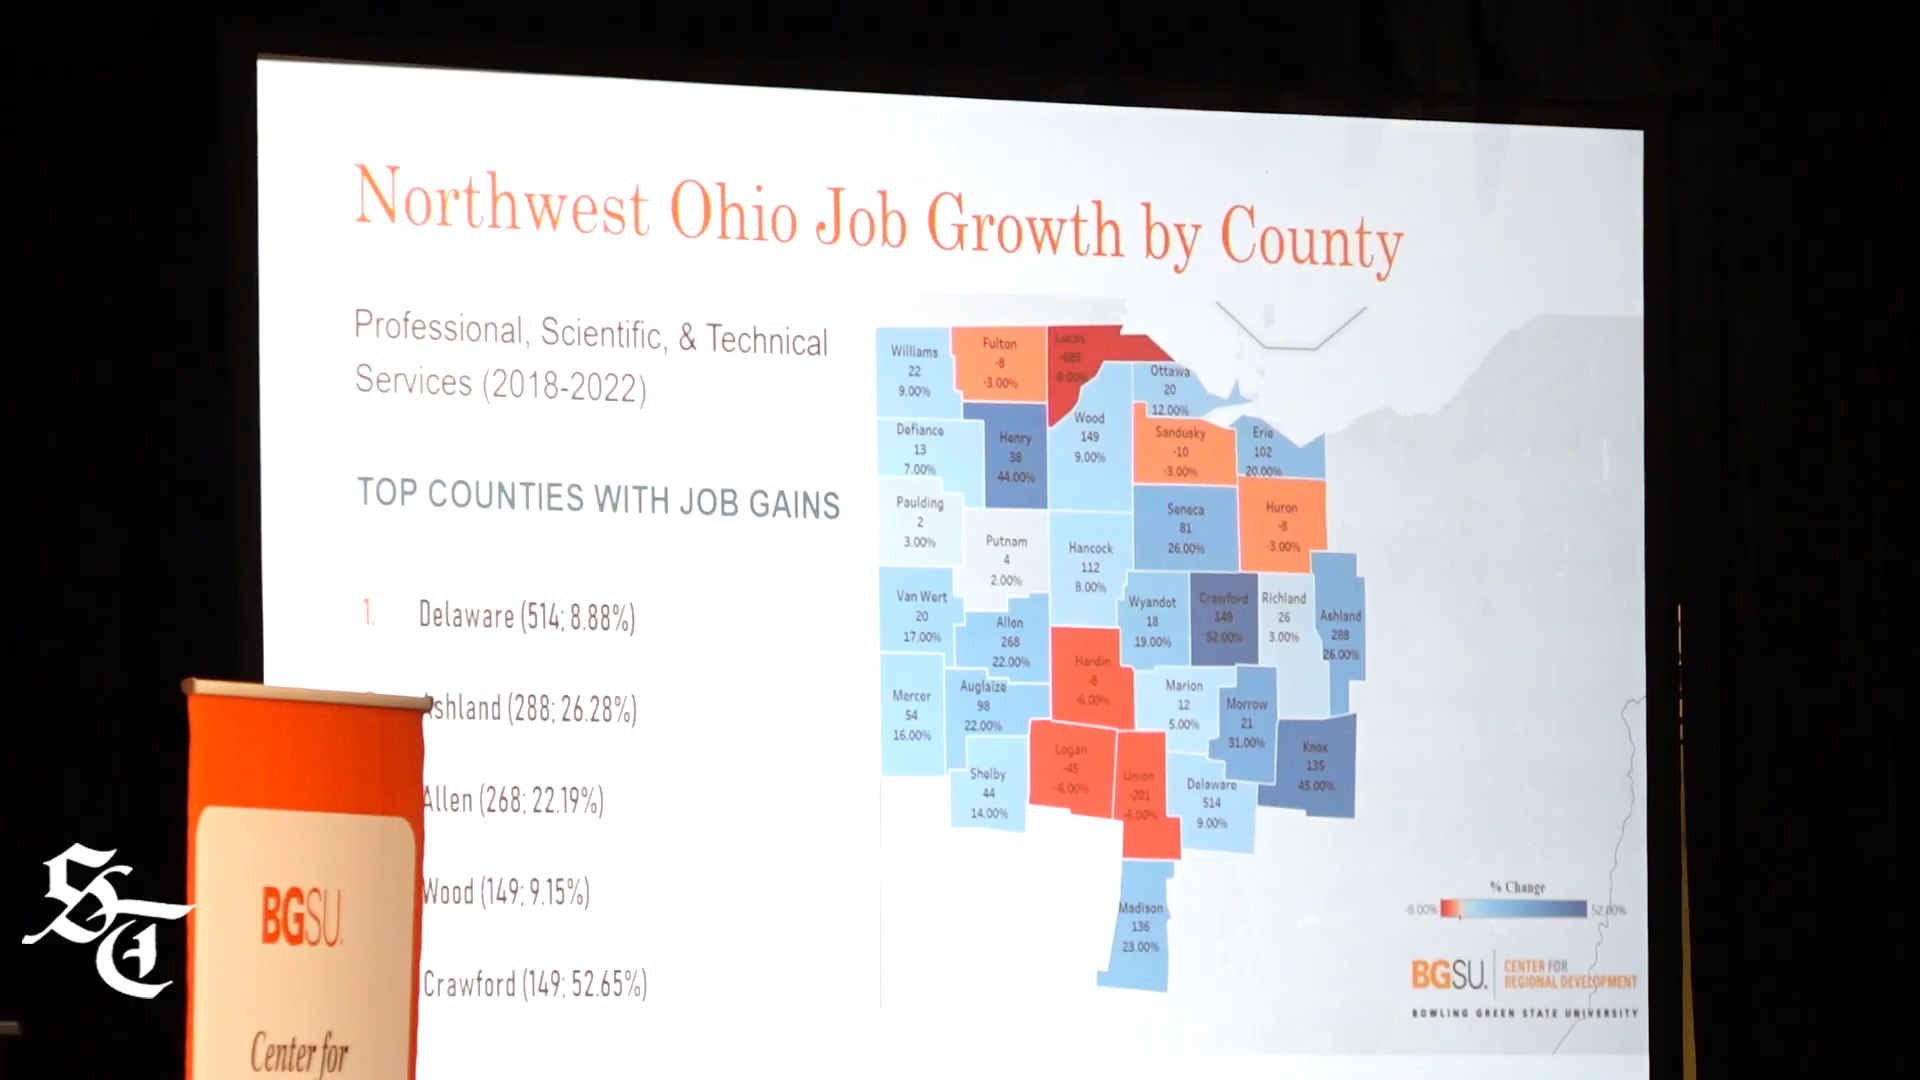 Northwest Ohio Job Growth by County
Professional, Scientific, & Technical
Services (2018-2022)
TOP COUNTIES WITH JOB GAINS
1. Delaware (514; 8.88%)
Ashland (288; 26.28%)
Allen (268; 22.19%)
Wood (149; 9.15%)
Crawford (149; 52.65%)
Williams
22
9.00%
Fulton
-8
-3.00%
Lucas
Ottawa
20
12.00%
Defiance
13
7.00%
Henry
38
44.00%
Wood
149
9.00%
Sandusky
-10
-3.00%
Erie
102
20.00%
Paulding
2
3.00%
Putnam
4
2.00%
Hancock
112
8.00%
Seneca
81
26.00%
Huron
-8
-3.00%
Van Wert
20
17.00%
Allen
268
22.00%
Hardin
-8
-6.00%
Wyandot
18
19.00%
Crawford
149
52.00%
Richland
26
3.00%
Ashland
288
26.00%
Mercer
54
16.00%
Auglaize
98
22.00%
Marion
12
5.00%
Morrow
21
31.00%
Knox
135
45.00%
Shelby
44
14.00%
Logan
-45
-6.00%
Union
-201
-6.00%
Delaware
514
9.00%
Madison
136
23.00%
% Change
-8.00%
52.00%
BGSU.
CENTER FOR
REGIONAL DEVELOPMENT
BOWLING GREEN STATE UNIVERSITY
BGSU.
Center for
ST